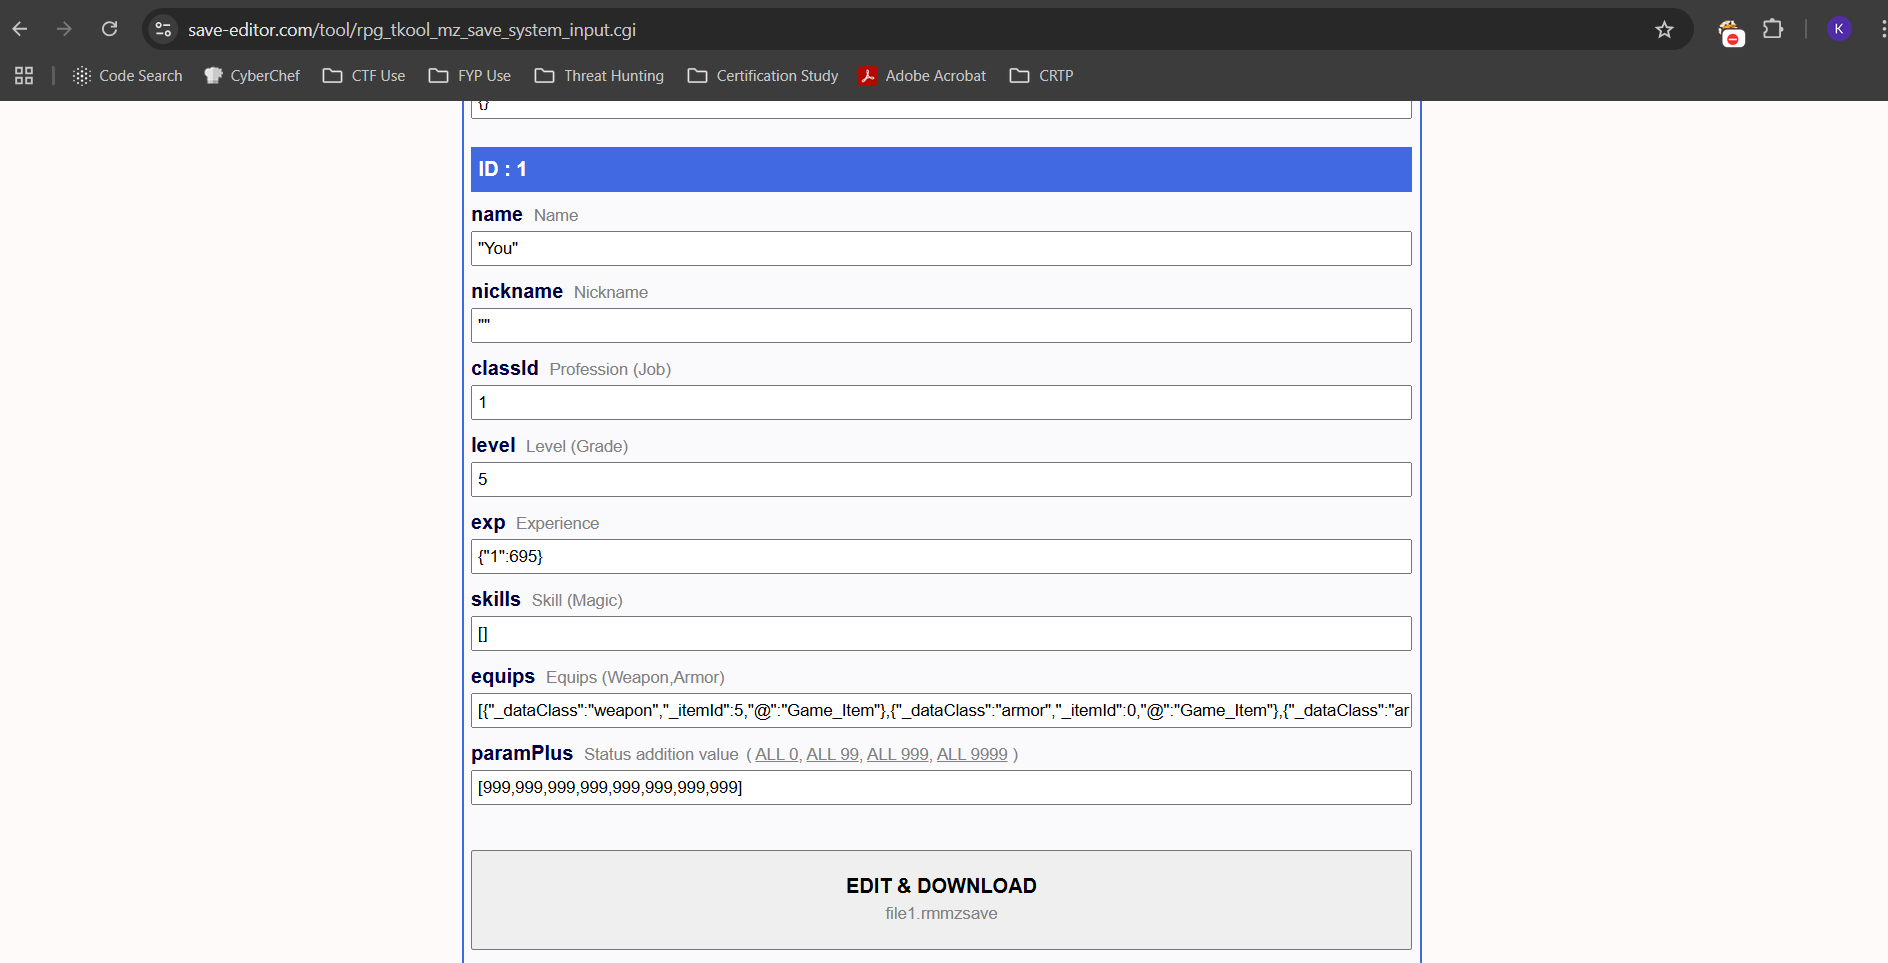 save-editor.com/tool/rpg_tkool_mz_save_system_input.cgi
K
Code Search CyberChef CTF Use FYP Use Threat Hunting Certification Study Adobe Acrobat CRTP
{}
ID : 1
name Name
"You"
nickname Nickname
""
classId Profession (Job)
1
level Level (Grade)
5
exp Experience
{"1":695}
skills Skill (Magic)
[]
equips Equips (Weapon,Armor)
[{"_dataClass":"weapon","_itemId":5,"@":"Game_Item"},{"_dataClass":"armor","_itemId":0,"@":"Game_Item"},{"_dataClass":"ar
paramPlus Status addition value ( ALL 0, ALL 99, ALL 999, ALL 9999 )
[999,999,999,999,999,999,999,999]
EDIT & DOWNLOAD
file1.rmmzsave